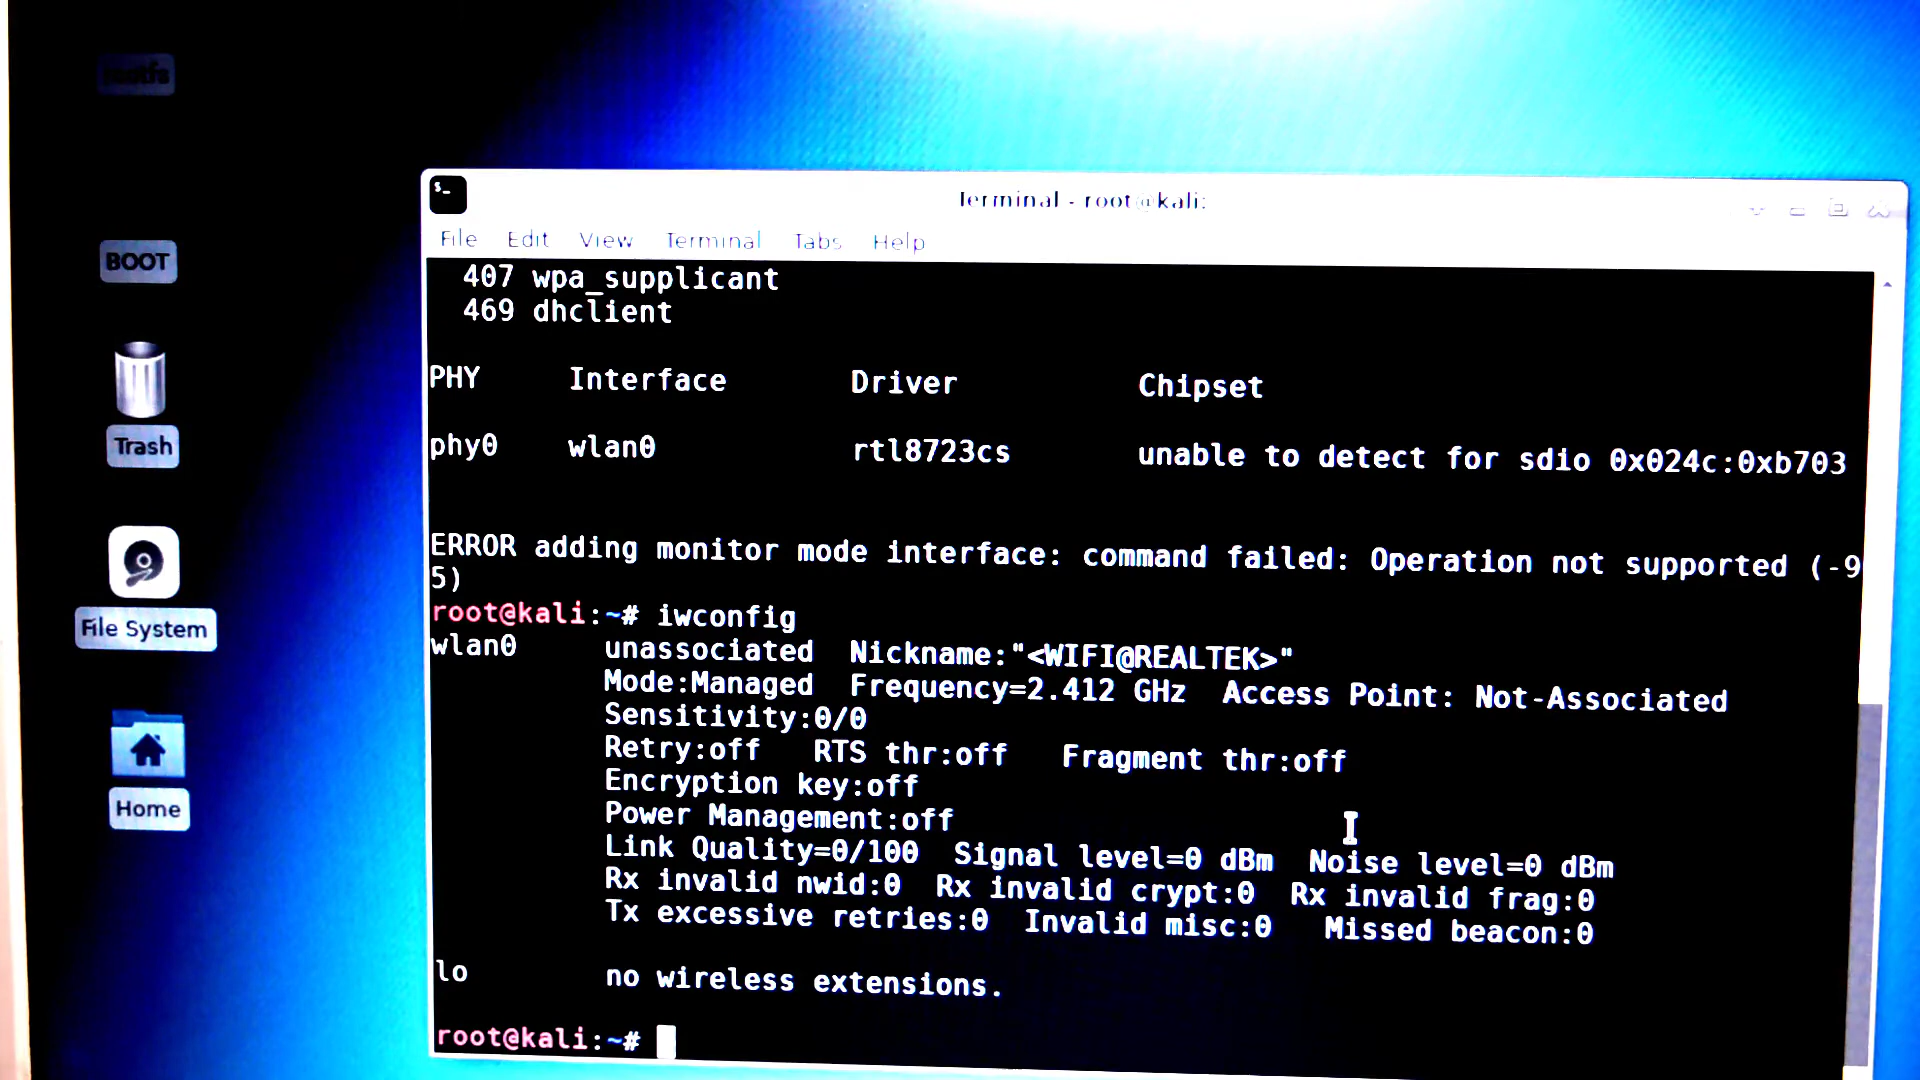 rootfs
BOOT
Trash
File System
Home
$_
Terminal - root@kali:
File Edit View Terminal Tabs Help
407 wpa_supplicant
469 dhclient
PHY Interface Driver Chipset
phy0 wlan0 rtl8723cs unable to detect for sdio 0x024c:0xb703
ERROR adding monitor mode interface: command failed: Operation not supported (-9
5)
root@kali:~# iwconfig
wlan0 unassociated Nickname:"<WIFI@REALTEK>"
Mode:Managed Frequency=2.412 GHz Access Point: Not-Associated
Sensitivity:0/0
Retry:off RTS thr:off Fragment thr:off
Encryption key:off
Power Management:off
Link Quality=0/100 Signal level=0 dBm Noise level=0 dBm
Rx invalid nwid:0 Rx invalid crypt:0 Rx invalid frag:0
Tx excessive retries:0 Invalid misc:0 Missed beacon:0
lo no wireless extensions.
root@kali:~#